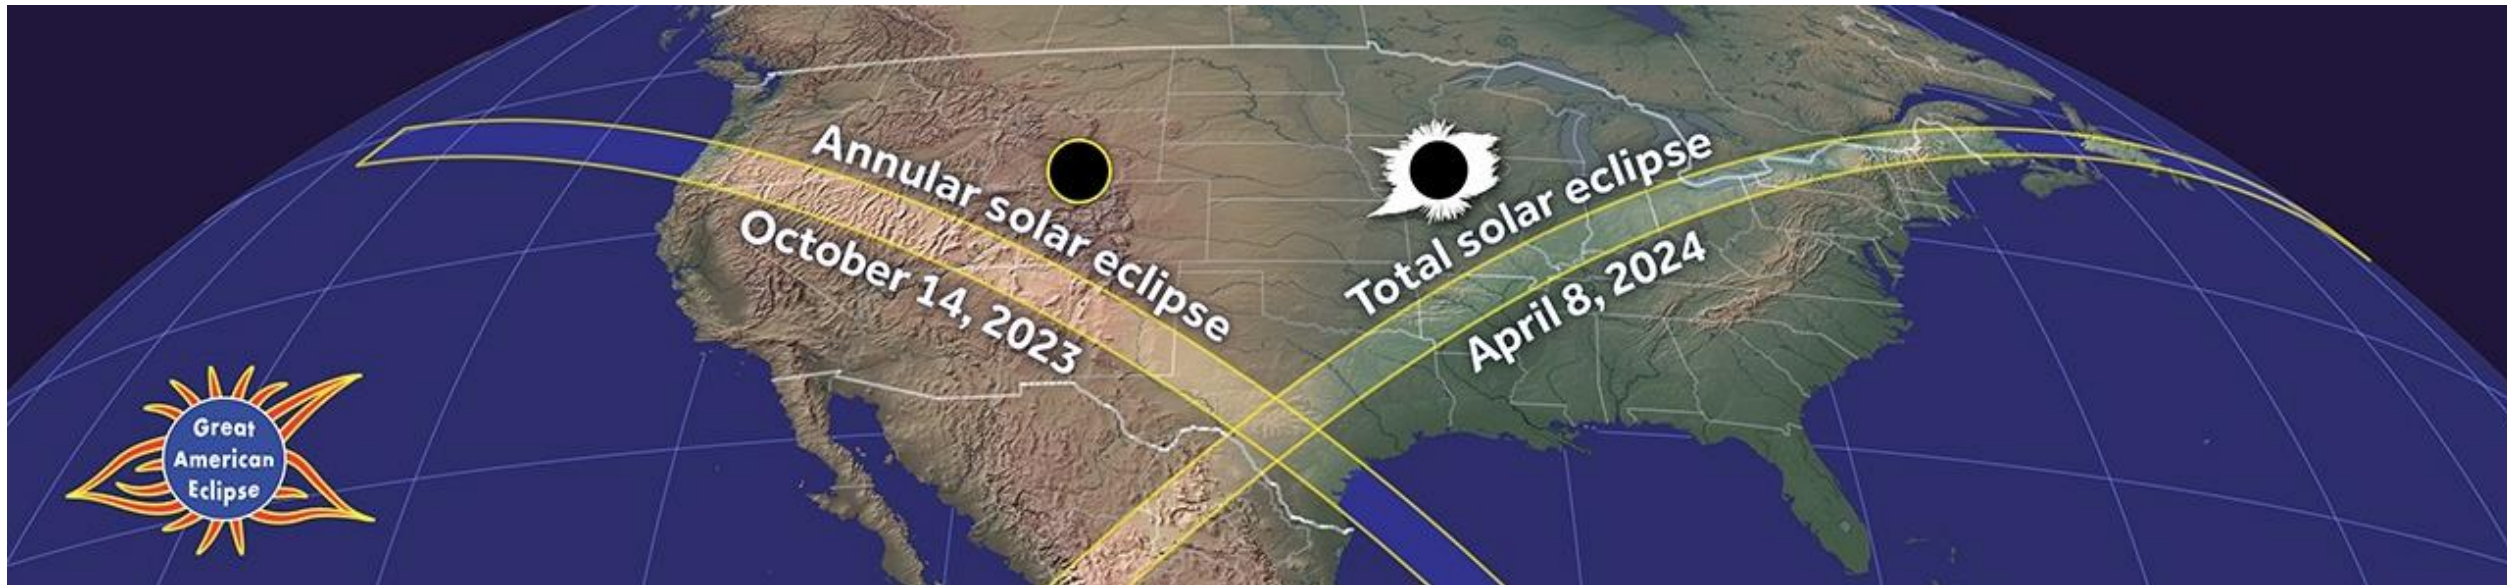 Annular solar eclipse
October 14, 2023
Total solar eclipse
April 8, 2024
Great
American
Eclipse